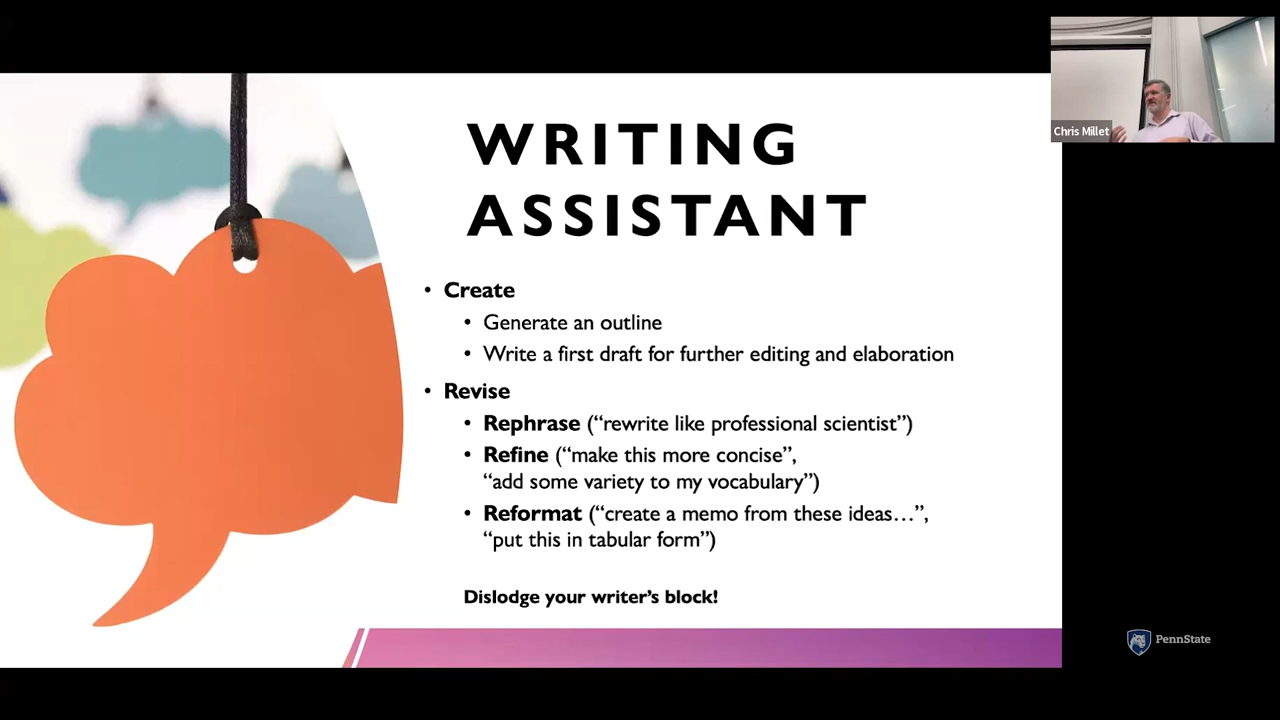 WRITING
ASSISTANT
• Create
• Generate an outline
• Write a first draft for further editing and elaboration
• Revise
• Rephrase (“rewrite like professional scientist”)
• Refine (“make this more concise”,
“add some variety to my vocabulary”)
• Reformat (“create a memo from these ideas…”,
“put this in tabular form”)
Dislodge your writer’s block!
Chris Millet
PennState